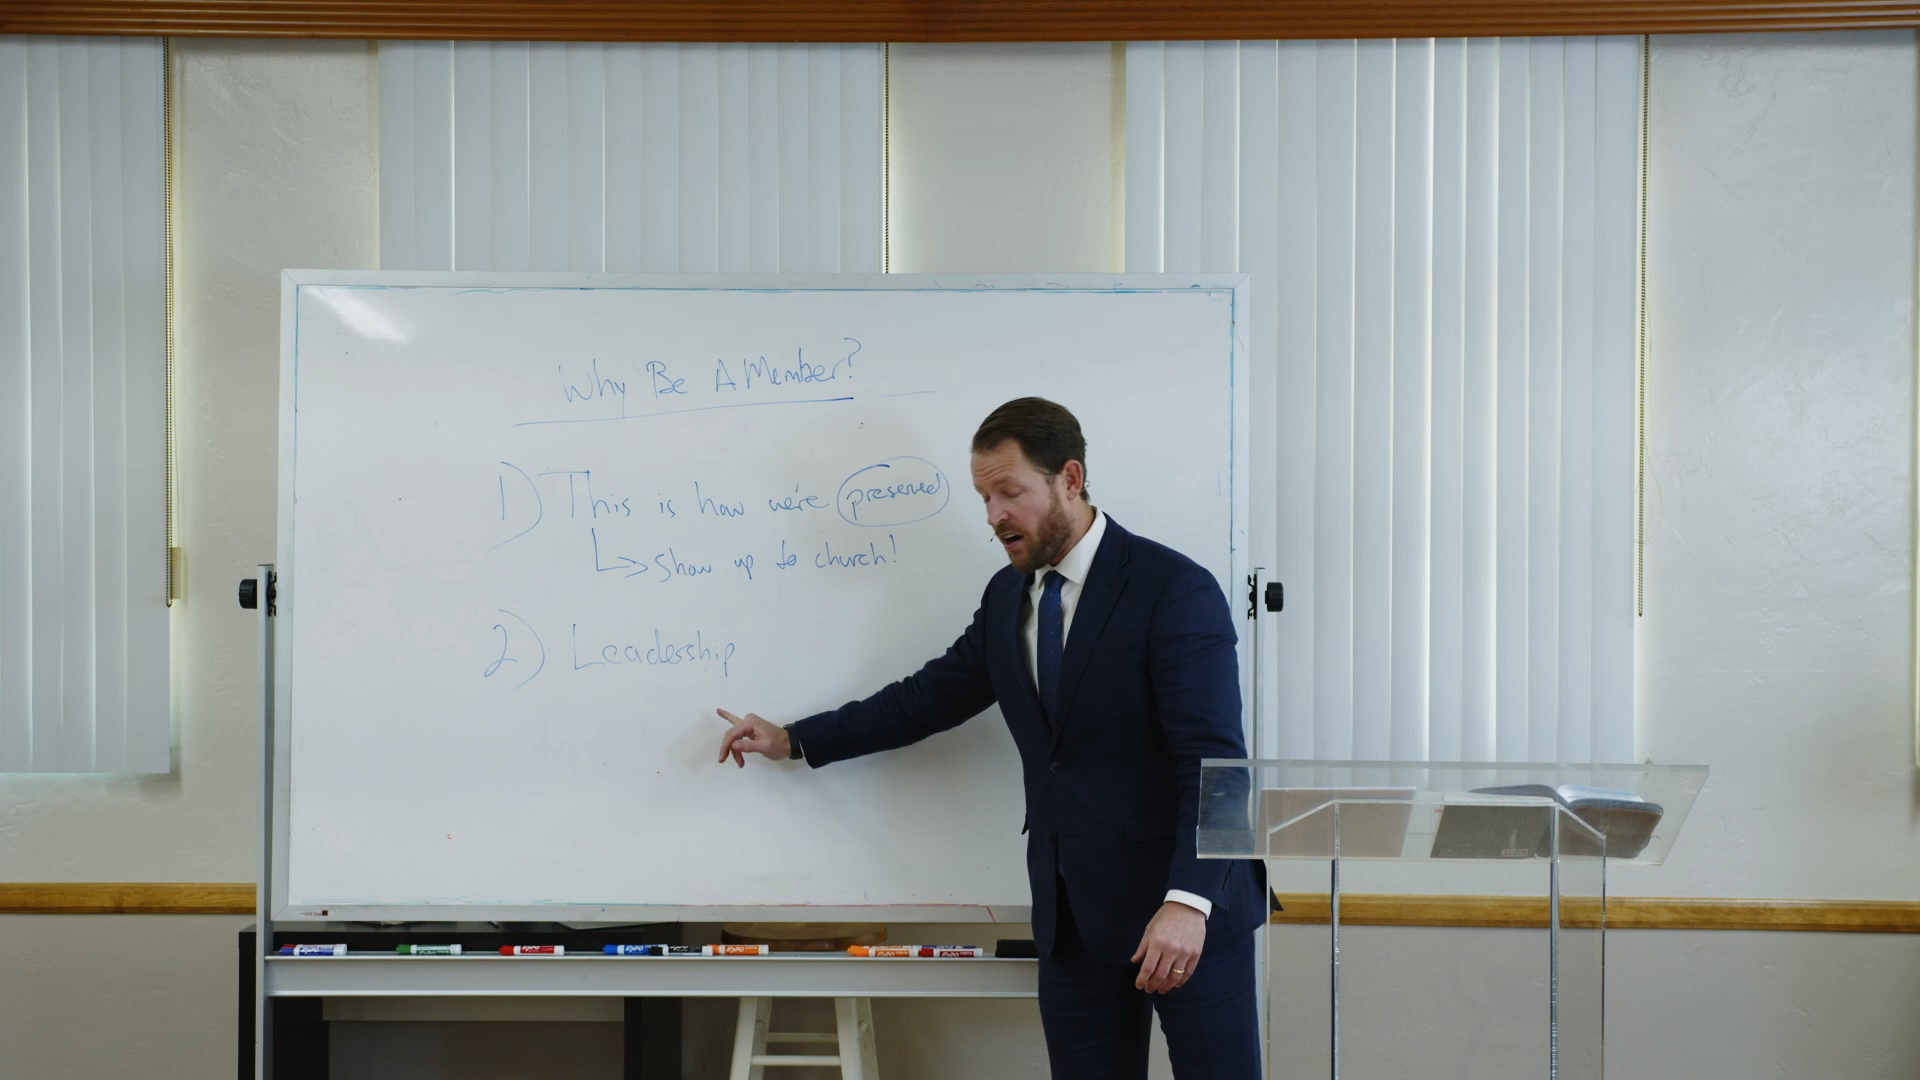 Why Be A Member?
1) This is how we're preserved
↳ show up to church!
2) Leadership